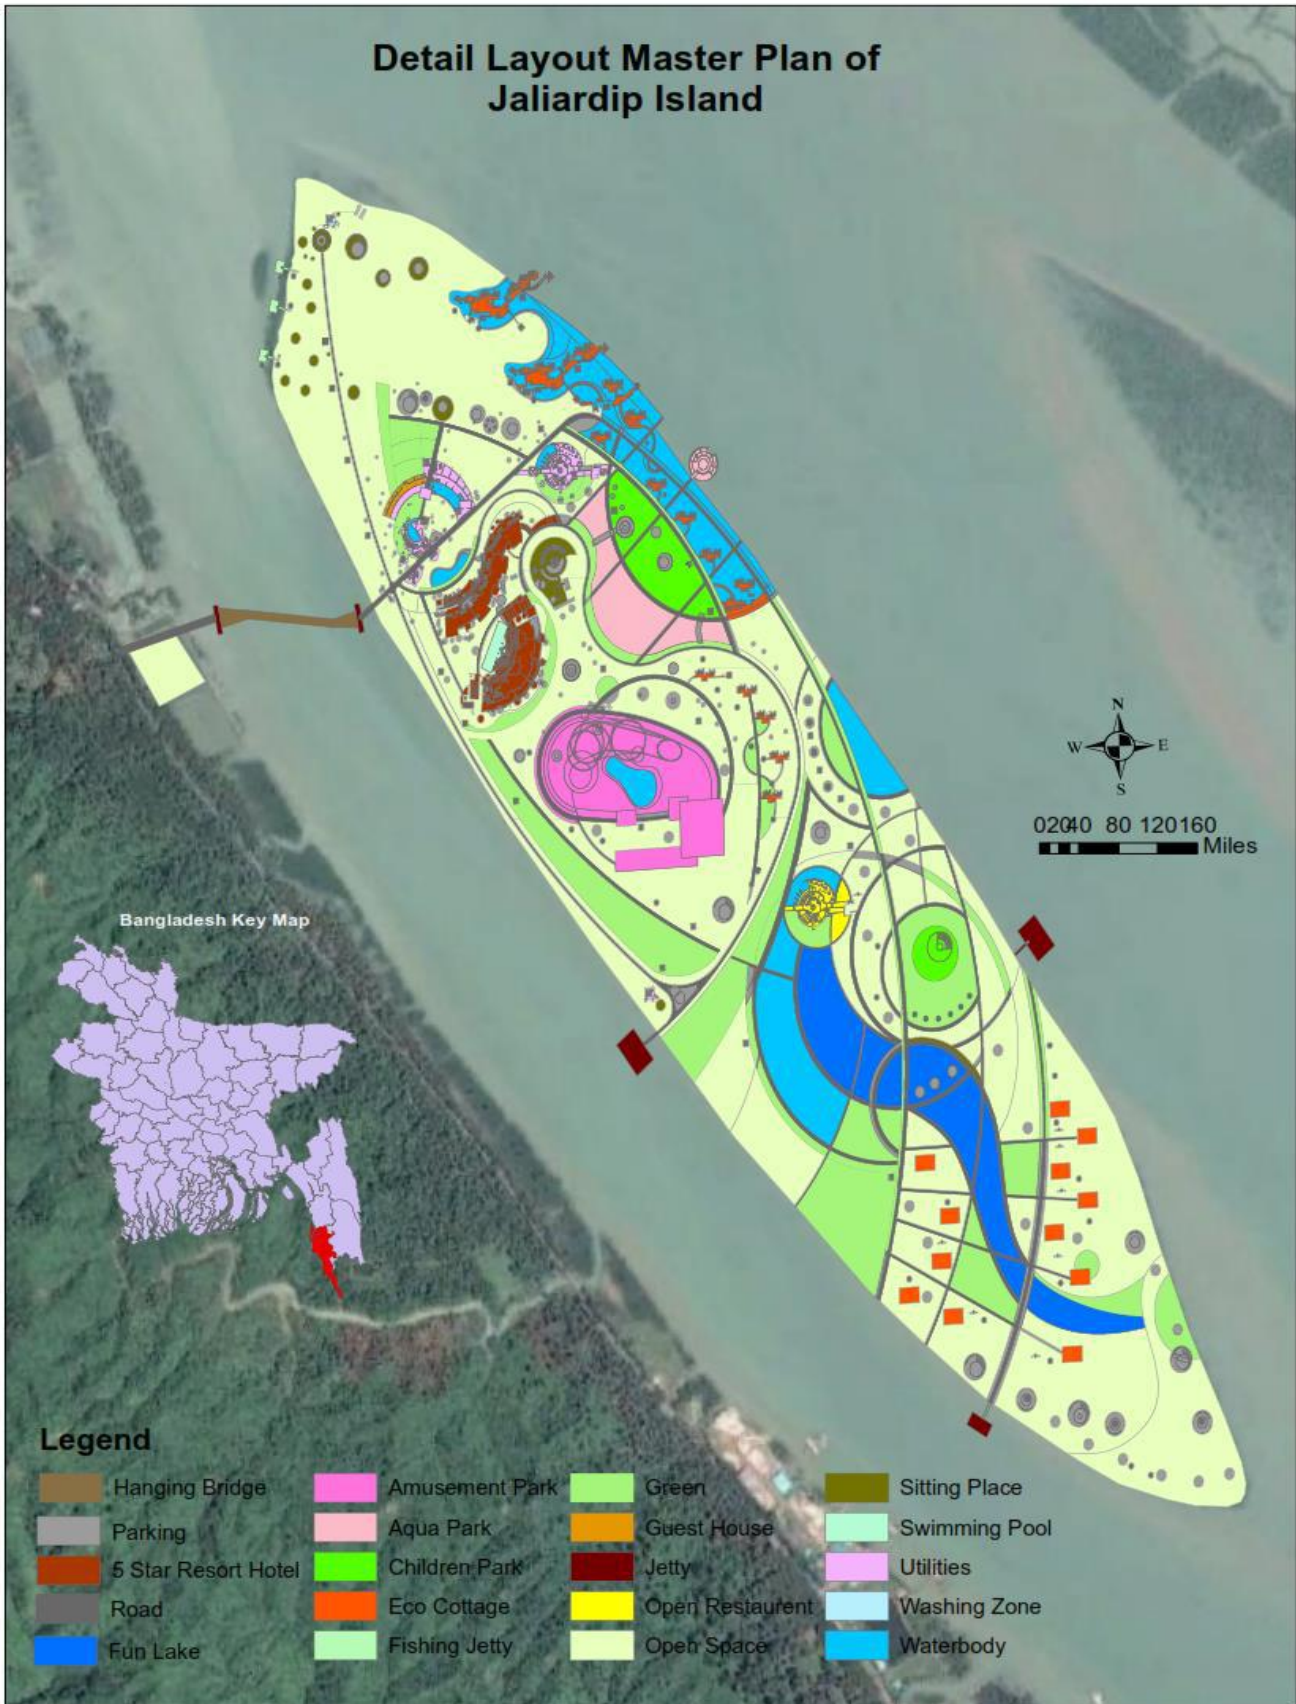 Detail Layout Master Plan of
Jaliardip Island
N
W E
S
02040 80 120160
Miles
Bangladesh Key Map
Legend
Hanging Bridge
Parking
5 Star Resort Hotel
Road
Fun Lake
Amusement Park
Aqua Park
Children Park
Eco Cottage
Fishing Jetty
Green
Guest House
Jetty
Open Restaurent
Open Space
Sitting Place
Swimming Pool
Utilities
Washing Zone
Waterbody